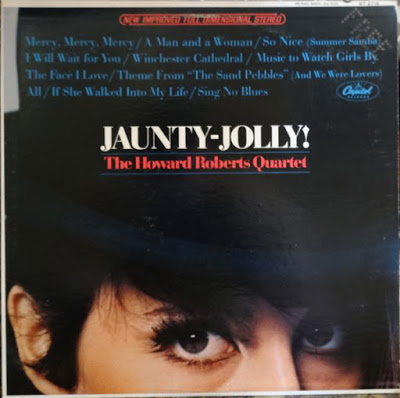 NEW IMPROVED FULL DIMENSIONAL STEREO
Mercy, Mercy, Mercy / A Man and a Woman / So Nice (Summer Samba)
I Will Wait for You / Winchester Cathedral / Music to Watch Girls By
The Face I Love / Theme From "The Sand Pebbles" (And We Were Lovers)
All / If She Walked Into My Life / Sing No Blues
Capitol
JAUNTY-JOLLY!
The Howard Roberts Quartet